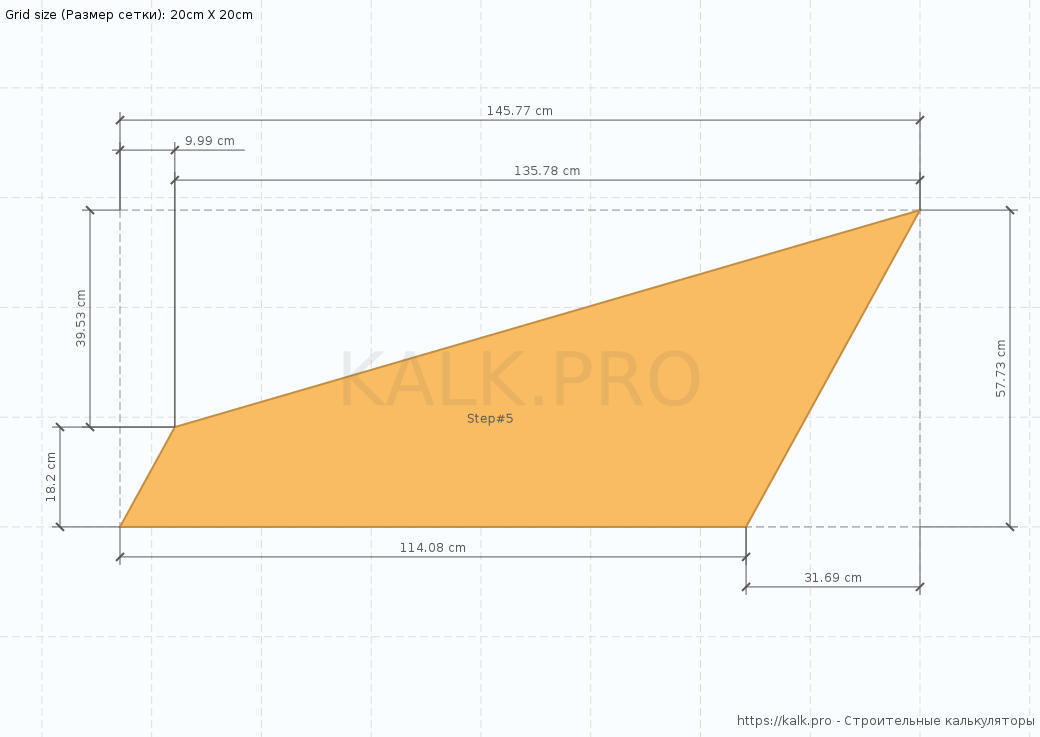 Grid size (Размер сетки): 20cm X 20cm
145.77 cm
9.99 cm
135.78 cm
39.53 cm
57.73 cm
KALK.PRO
Step#5
18.2 cm
114.08 cm
31.69 cm
https://kalk.pro - Строительные калькуляторы